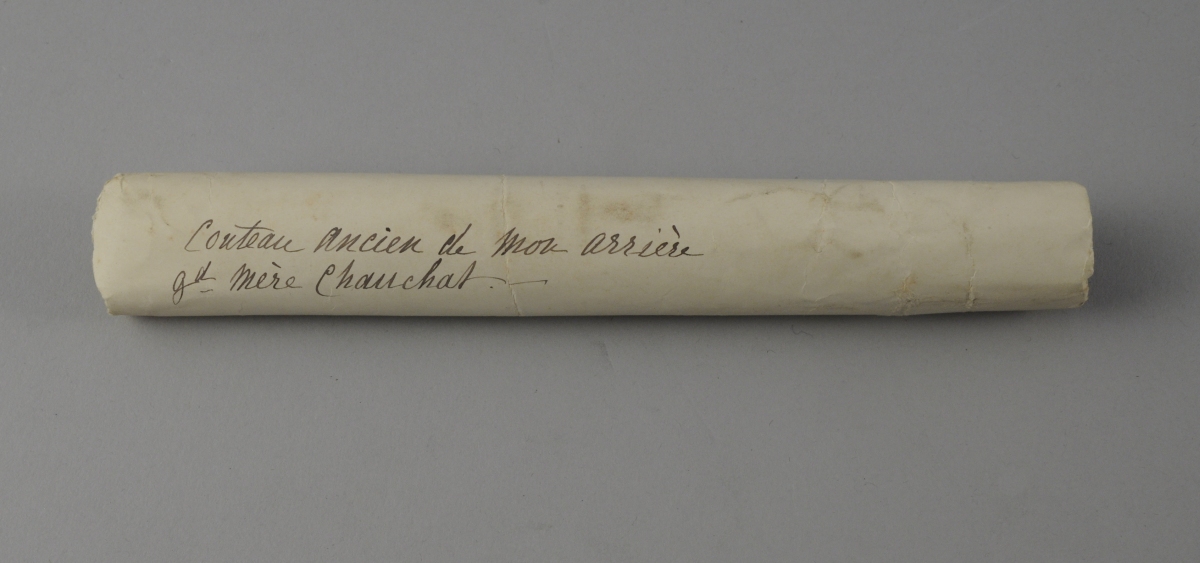 Couteau ancien de mon arrière
gd mère Chauchat. —